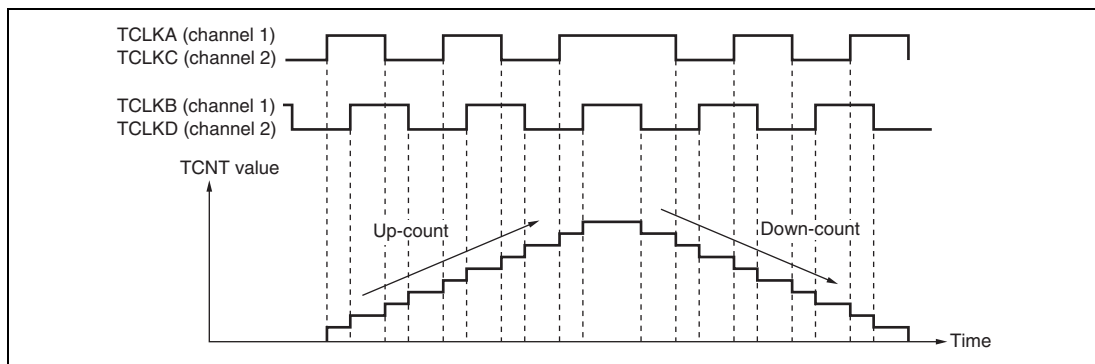 TCLKA (channel 1)
TCLKC (channel 2)
TCLKB (channel 1)
TCLKD (channel 2)
TCNT value
Up-count
Down-count
Time